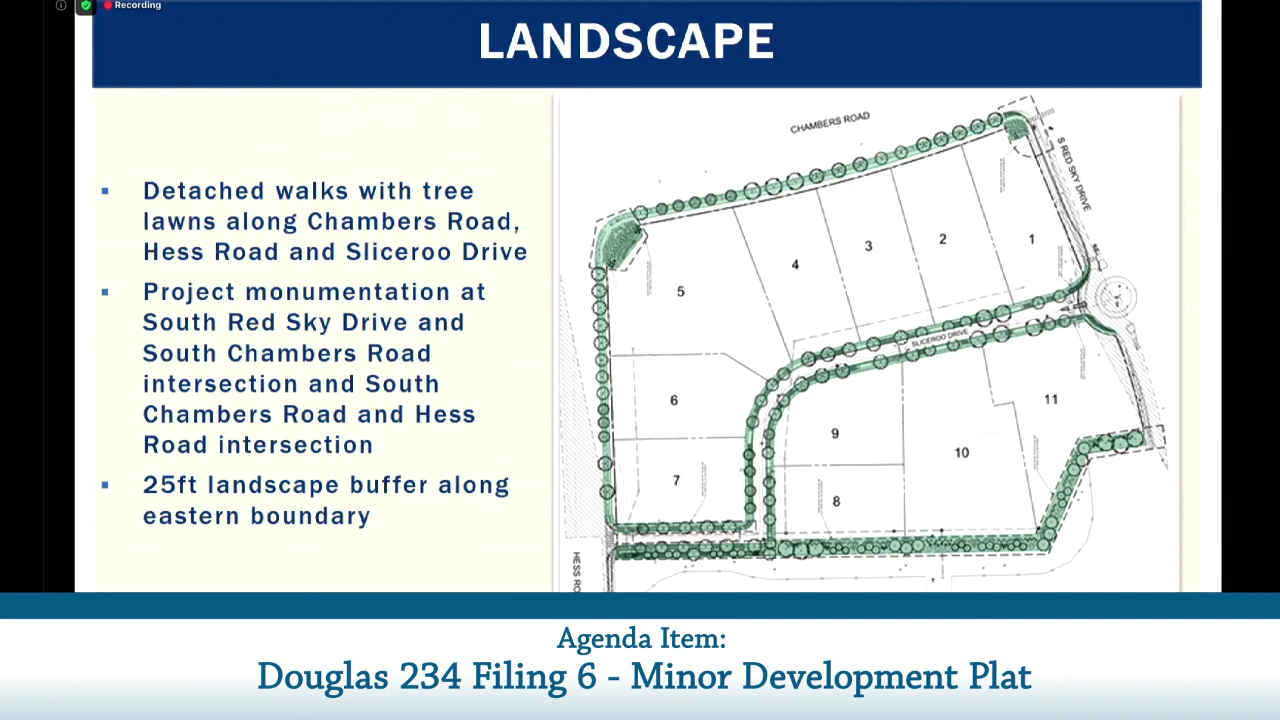 Recording
LANDSCAPE
Detached walks with tree
lawns along Chambers Road,
Hess Road and Sliceroo Drive
Project monumentation at
South Red Sky Drive and
South Chambers Road
intersection and South
Chambers Road and Hess
Road intersection
25ft landscape buffer along
eastern boundary
CHAMBERS ROAD
S RED SKY DRIVE
1
2
3
4
5
SLICEROO DRIVE
6
11
9
10
7
8
HESS RO
Agenda Item:
Douglas 234 Filing 6 - Minor Development Plat